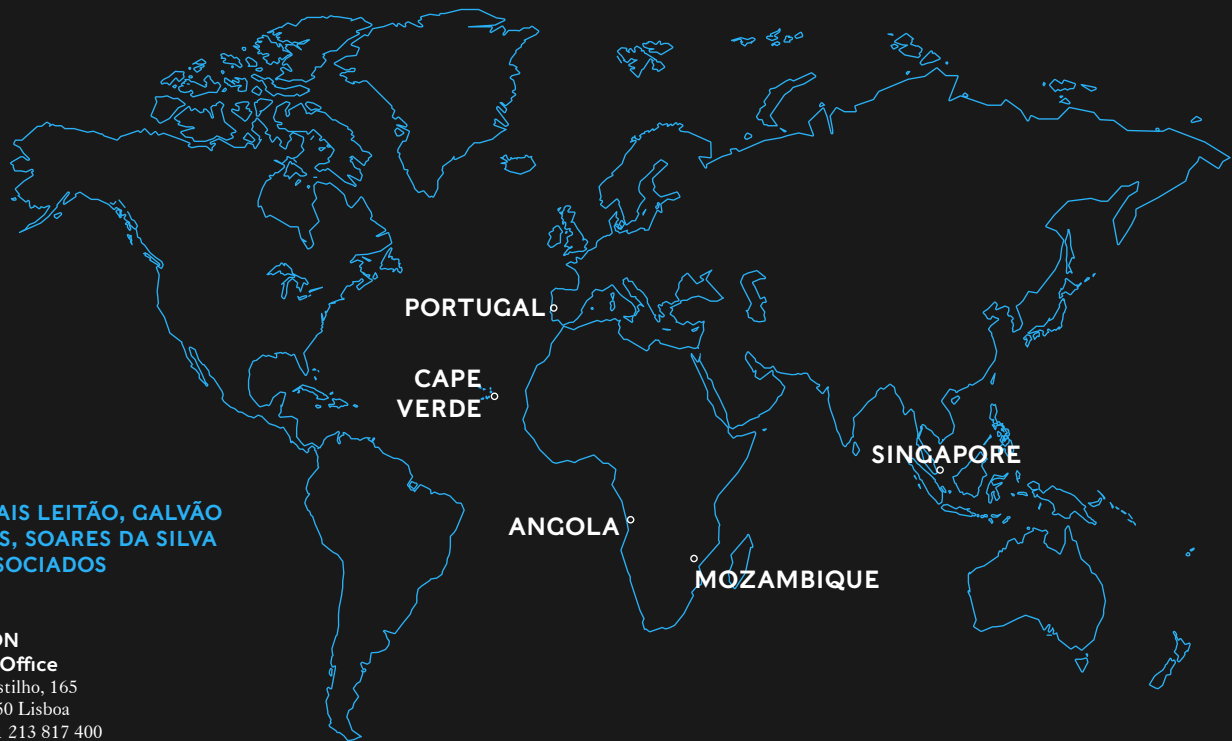 PORTUGAL
CAPE
VERDE
SINGAPORE
ANGOLA
MOZAMBIQUE
AIS LEITÃO, GALVÃO
S, SOARES DA SILVA
SOCIADOS
ON
Office
stilho, 165
50 Lisboa
213 817 400